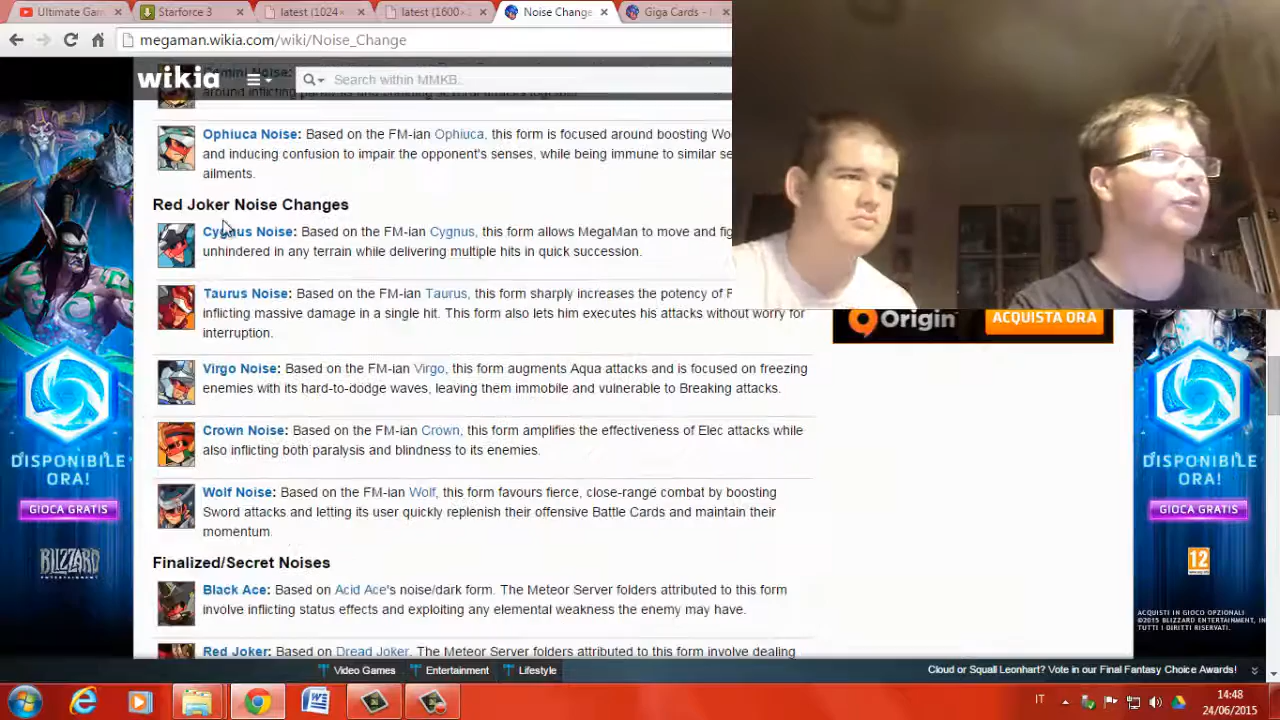 Ultimate Gam
Starforce 3
latest (1024×
latest (1600×
Noise Change
Giga Cards -
megaman.wikia.com/wiki/Noise_Change
wikia
Search within MMKB..
Ophiuca Noise: Based on the FM-ian Ophiuca, this form is focused around boosting Wo
and inducing confusion to impair the opponent's senses, while being immune to similar se
ailments.
Red Joker Noise Changes
Cygnus Noise: Based on the FM-ian Cygnus, this form allows MegaMan to move and fig
unhindered in any terrain while delivering multiple hits in quick succession.
Taurus Noise: Based on the FM-ian Taurus, this form sharply increases the potency of F
inflicting massive damage in a single hit. This form also lets him executes his attacks without worry for
interruption.
Virgo Noise: Based on the FM-ian Virgo, this form augments Aqua attacks and is focused on freezing
enemies with its hard-to-dodge waves, leaving them immobile and vulnerable to Breaking attacks.
Crown Noise: Based on the FM-ian Crown, this form amplifies the effectiveness of Elec attacks while
also inflicting both paralysis and blindness to its enemies.
Wolf Noise: Based on the FM-ian Wolf, this form favours fierce, close-range combat by boosting
Sword attacks and letting its user quickly replenish their offensive Battle Cards and maintain their
momentum.
Finalized/Secret Noises
Black Ace: Based on Acid Ace's noise/dark form. The Meteor Server folders attributed to this form
involve inflicting status effects and exploiting any elemental weakness the enemy may have.
Red Joker: Based on Dread Joker. The Meteor Server folders attributed to this form involve dealing
Origin
ACQUISTA ORA
DISPONIBILE
ORA!
GIOCA GRATIS
BLIZZARD
ENTERTAINMENT
DISPONIBILE
ORA!
GIOCA GRATIS
12
www.pegi.info
ACQUISTI IN GIOCO OPZIONALI
©2015 BLIZZARD ENTERTAINMENT, IN
TUTTI I DIRITTI RISERVATI.
Video Games
Entertainment
Lifestyle
Cloud or Squall Leonhart? Vote in our Final Fantasy Choice Awards!
IT
14:48
24/06/2015